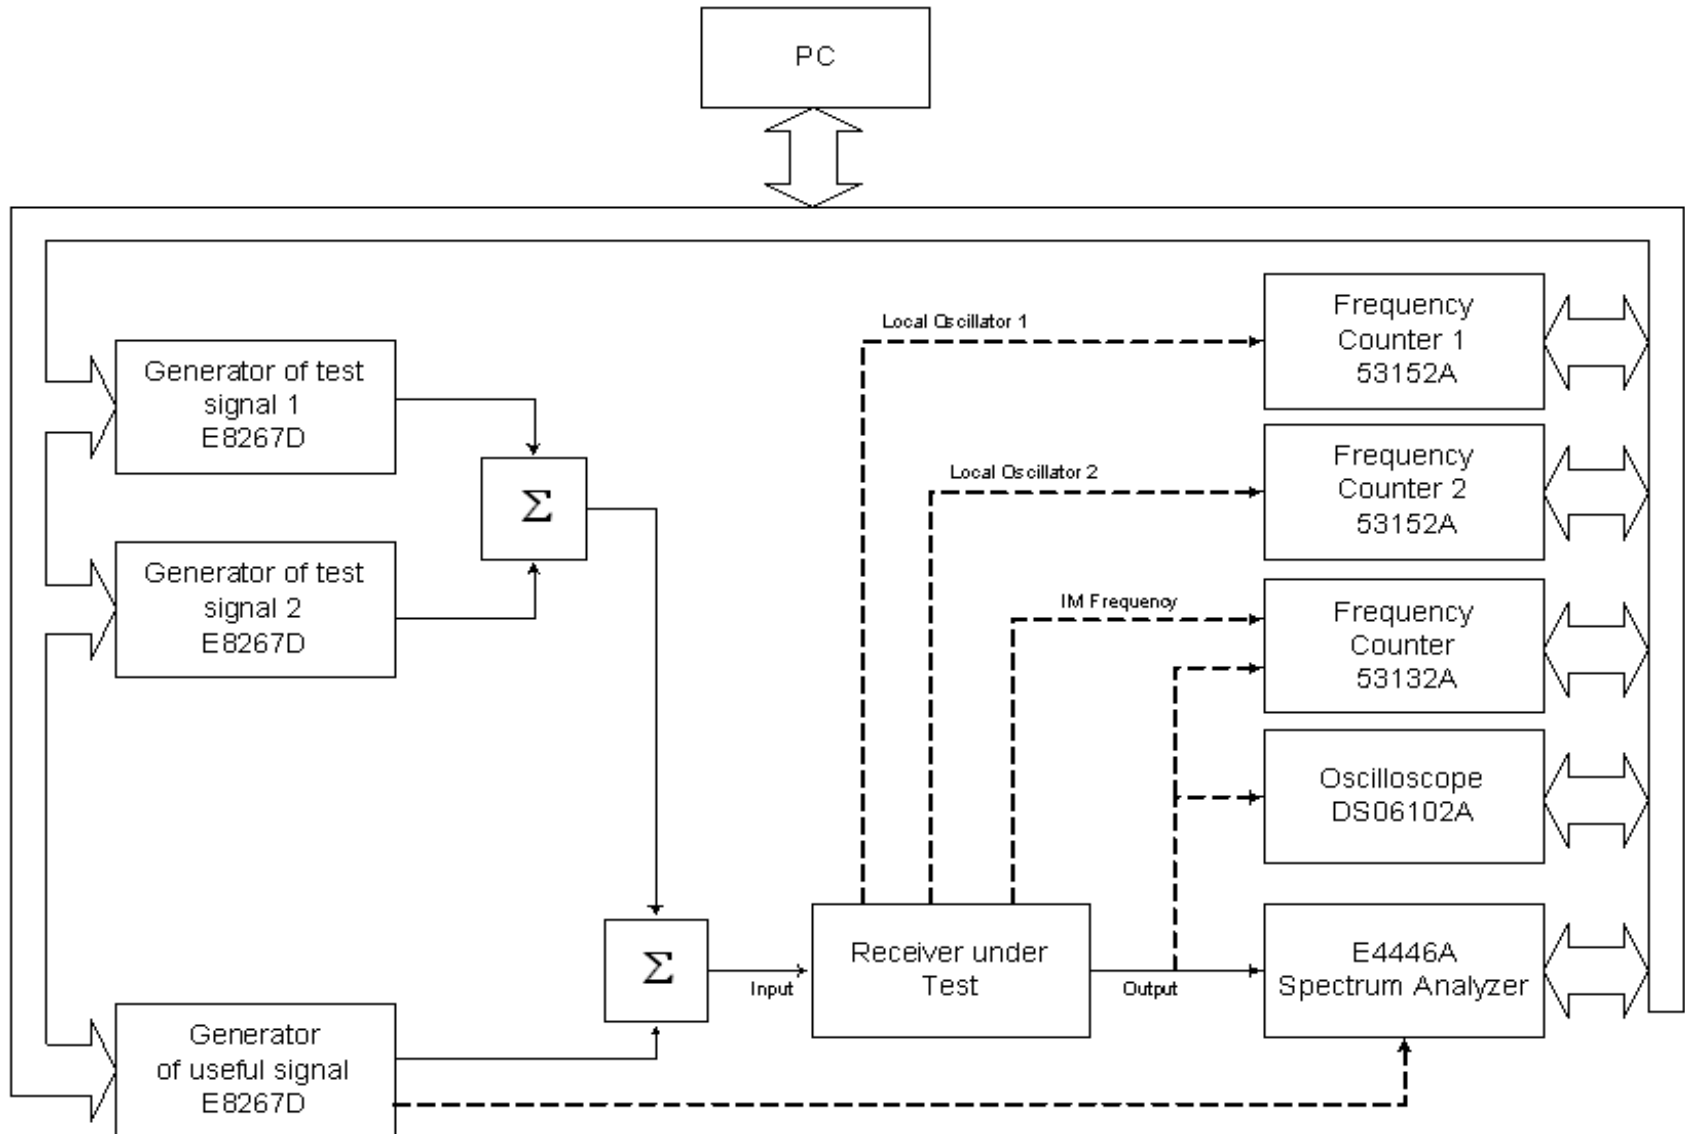 PC
Local Oscillator 1
Frequency
Counter 1
53152A
Generator of test
signal 1
E8267D
Local Oscillator 2
Frequency
Counter 2
53152A
Σ
Generator of test
signal 2
E8267D
IM Frequency
Frequency
Counter
53132A
Oscilloscope
DS06102A
Σ
Input
Receiver under
Test
Output
E4446A
Spectrum Analyzer
Generator
of useful signal
E8267D